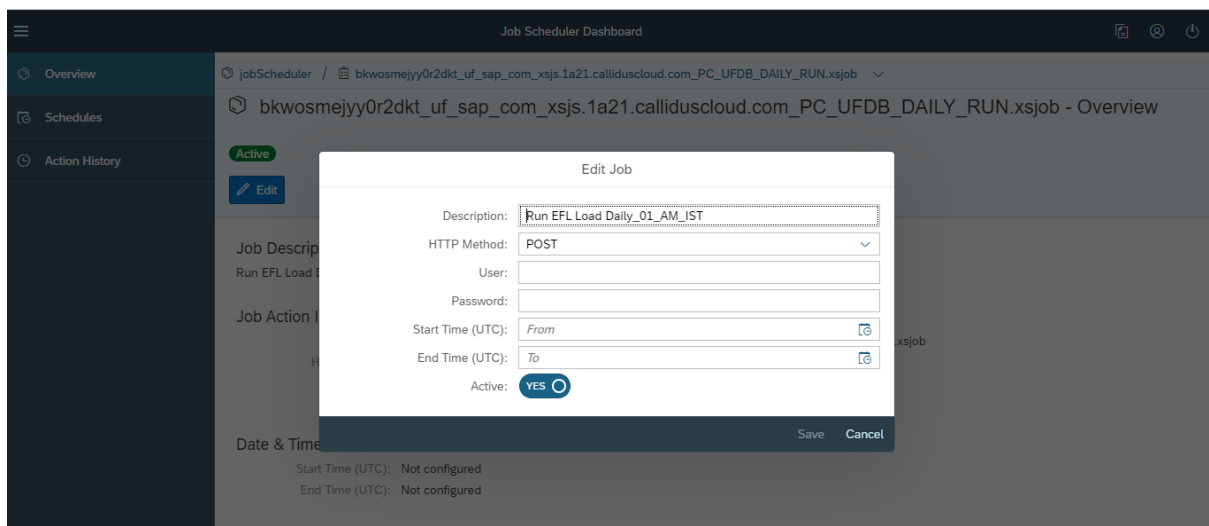 Job Scheduler Dashboard
Overview
Schedules
Action History
jobScheduler / bkwosmejyy0r2dkt_uf_sap_com_xsjs.1a21.calliduscloud.com_PC_UFDB_DAILY_RUN.xsjob
bkwosmejyy0r2dkt_uf_sap_com_xsjs.1a21.calliduscloud.com_PC_UFDB_DAILY_RUN.xsjob - Overview
Active
Edit
Job Descrip
Run EFL Load
Job Action I
H
.xsjob
Edit Job
Description: Run EFL Load Daily_01_AM_IST
HTTP Method: POST
User:
Password:
Start Time (UTC): From
End Time (UTC): To
Active: YES
Save Cancel
Date & Time
Start Time (UTC): Not configured
End Time (UTC): Not configured